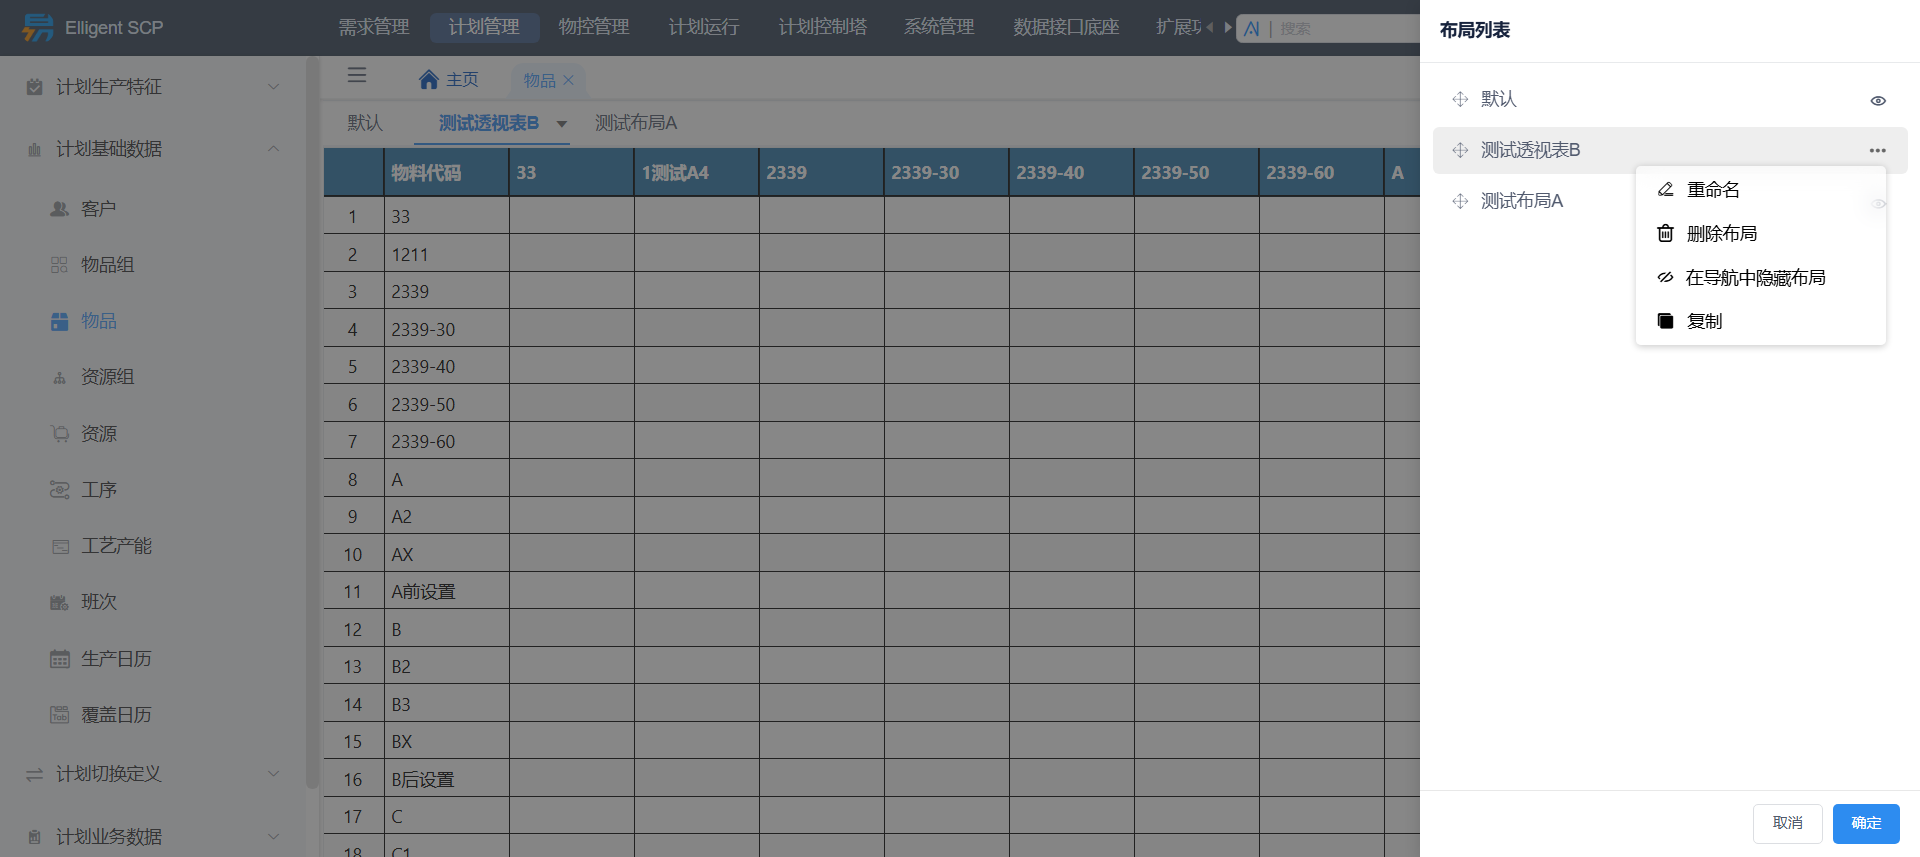 Elligent SCP
需求管理 计划管理 物控管理 计划运行 计划控制塔 系统管理 数据接口底座 扩展 搜索
计划生产特征
计划基础数据
客户
物品组
物品
资源组
资源
工序
工艺产能
班次
生产日历
覆盖日历
计划切换定义
计划业务数据
主页 物品
默认 测试透视表B 测试布局A
物料代码 33 1测试A4 2339 2339-30 2339-40 2339-50 2339-60 A
1 33
2 1211
3 2339
4 2339-30
5 2339-40
6 2339-50
7 2339-60
8 A
9 A2
10 AX
11 A前设置
12 B
13 B2
14 B3
15 BX
16 B后设置
17 C
18 C1
布局列表
默认
测试透视表B
测试布局A
重命名
删除布局
在导航中隐藏布局
复制
取消 确定